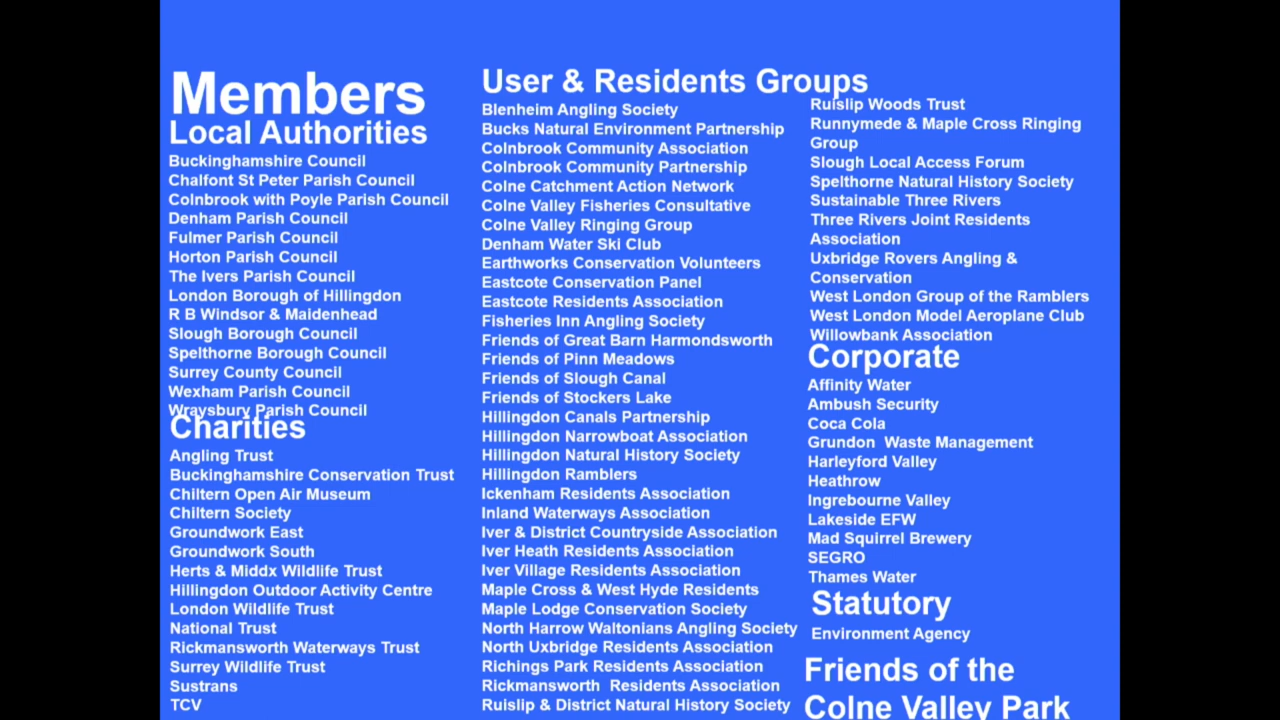 Members
Local Authorities
Buckinghamshire Council
Chalfont St Peter Parish Council
Colnbrook with Poyle Parish Council
Denham Parish Council
Fulmer Parish Council
Horton Parish Council
The Ivers Parish Council
London Borough of Hillingdon
R B Windsor & Maidenhead
Slough Borough Council
Spelthorne Borough Council
Surrey County Council
Wexham Parish Council
Wraysbury Parish Council
Charities
Angling Trust
Buckinghamshire Conservation Trust
Chiltern Open Air Museum
Chiltern Society
Groundwork East
Groundwork South
Herts & Middx Wildlife Trust
Hillingdon Outdoor Activity Centre
London Wildlife Trust
National Trust
Rickmansworth Waterways Trust
Surrey Wildlife Trust
Sustrans
TCV
User & Residents Groups
Blenheim Angling Society
Bucks Natural Environment Partnership
Colnbrook Community Association
Colnbrook Community Partnership
Colne Catchment Action Network
Colne Valley Fisheries Consultative
Colne Valley Ringing Group
Denham Water Ski Club
Earthworks Conservation Volunteers
Eastcote Conservation Panel
Eastcote Residents Association
Fisheries Inn Angling Society
Friends of Great Barn Harmondsworth
Friends of Pinn Meadows
Friends of Slough Canal
Friends of Stockers Lake
Hillingdon Canals Partnership
Hillingdon Narrowboat Association
Hillingdon Natural History Society
Hillingdon Ramblers
Ickenham Residents Association
Inland Waterways Association
Iver & District Countryside Association
Iver Heath Residents Association
Iver Village Residents Association
Maple Cross & West Hyde Residents
Maple Lodge Conservation Society
North Harrow Waltonians Angling Society
North Uxbridge Residents Association
Richings Park Residents Association
Rickmansworth  Residents Association
Ruislip & District Natural History Society
Ruislip Woods Trust
Runnymede & Maple Cross Ringing
Group
Slough Local Access Forum
Spelthorne Natural History Society
Sustainable Three Rivers
Three Rivers Joint Residents
Association
Uxbridge Rovers Angling &
Conservation
West London Group of the Ramblers
West London Model Aeroplane Club
Willowbank Association
Corporate
Affinity Water
Ambush Security
Coca Cola
Grundon  Waste Management
Harleyford Valley
Heathrow
Ingrebourne Valley
Lakeside EFW
Mad Squirrel Brewery
SEGRO
Thames Water
Statutory
Environment Agency
Friends of the
Colne Valley Park